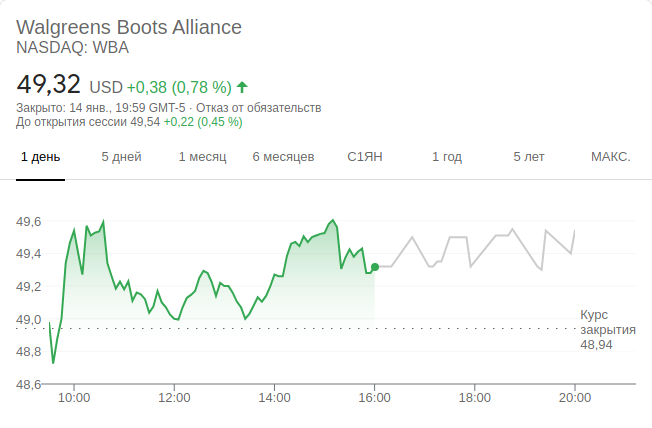 Walgreens Boots Alliance
NASDAQ: WBA
49,32 USD +0,38 (0,78 %)
Закрыто: 14 янв., 19:59 GMT-5 · Отказ от обязательств
До открытия сессии 49,54 +0,22 (0,45 %)
1 день 5 дней 1 месяц 6 месяцев С1ЯН 1 год 5 лет МАКС.
49,6
49,4
49,2
49,0
48,8
48,6
Курс
закрытия
48,94
10:00 12:00 14:00 16:00 18:00 20:00